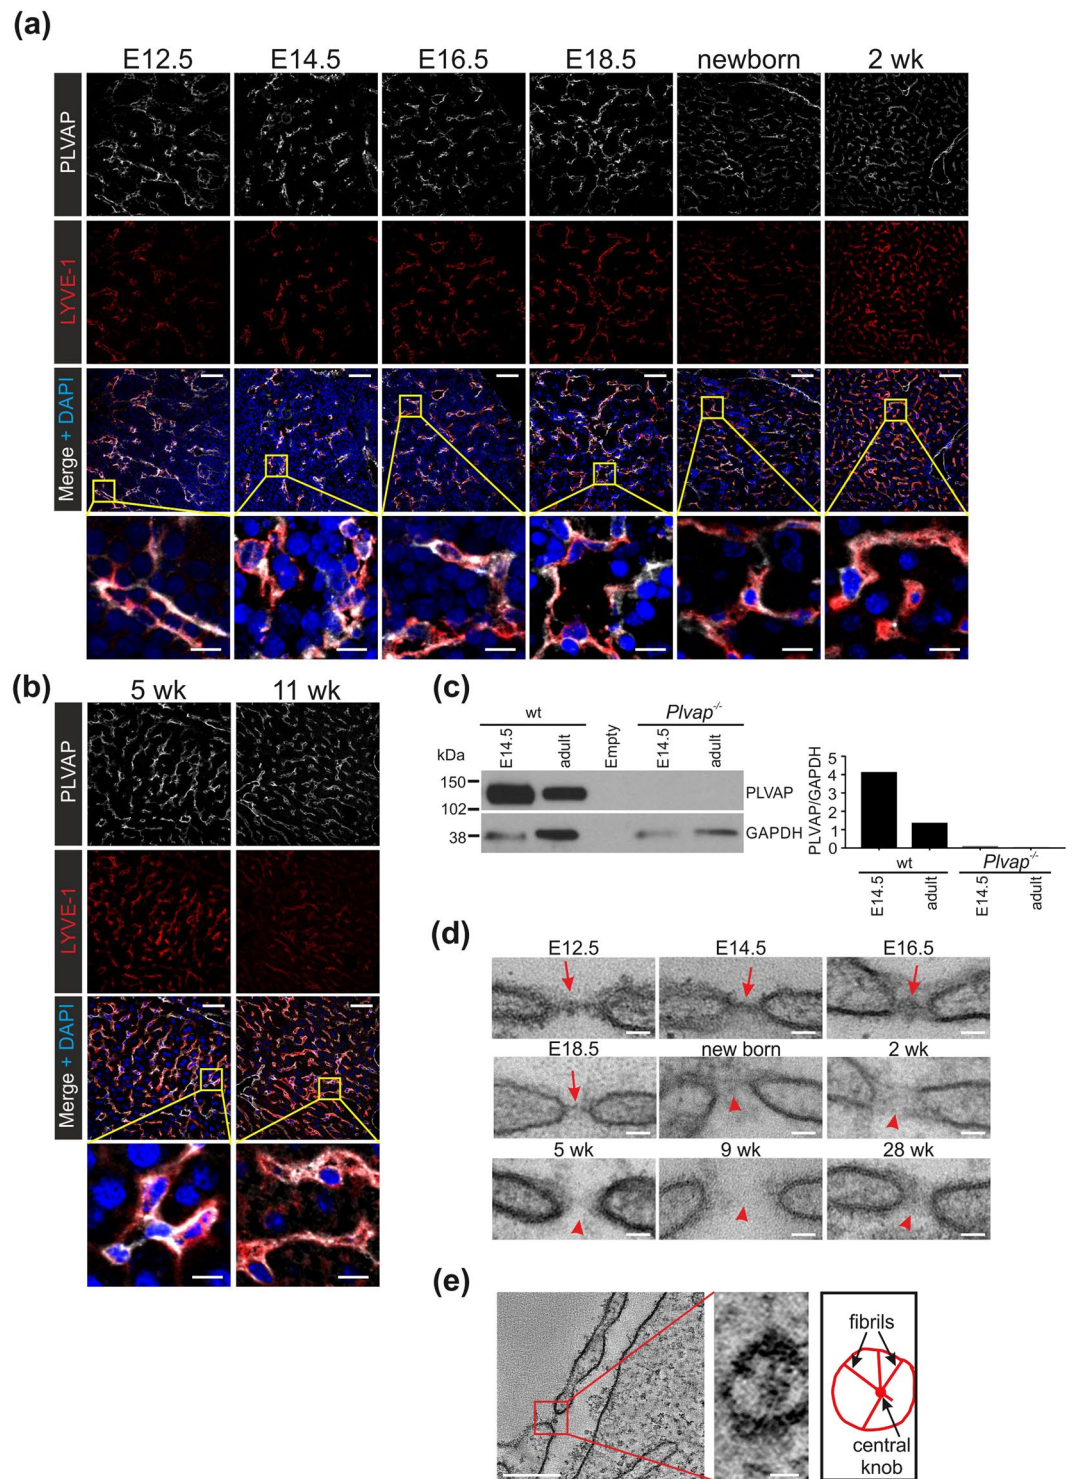 (a)
E12.5 E14.5 E16.5 E18.5 newborn 2 wk
PLVAP
LYVE-1
Merge + DAPI
(b)
5 wk 11 wk
PLVAP
LYVE-1
Merge + DAPI
(c)
wt Plvap-/-
kDa E14.5 adult Empty E14.5 adult
150
102
38
PLVAP
GAPDH
PLVAP/GAPDH
5
4
3
2
1
0
wt Plvap-/-
E14.5 adult E14.5 adult
(d)
E12.5 E14.5 E16.5
E18.5 new born 2 wk
5 wk 9 wk 28 wk
(e)
fibrils
central
knob